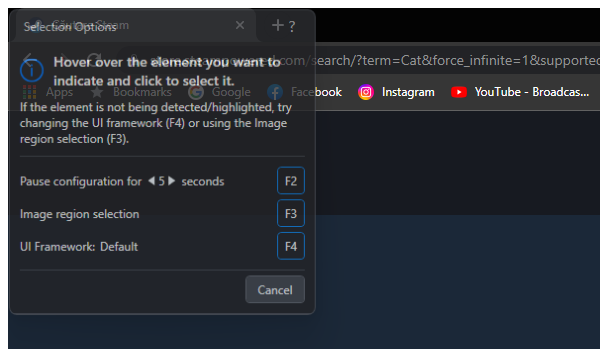 Selection Options
?
Hover over the element you want to
indicate and click to select it.
If the element is not being detected/highlighted, try
changing the UI framework (F4) or using the Image
region selection (F3).
Pause configuration for 5 seconds
F2
Image region selection
F3
UI Framework: Default
F4
Cancel
Steam
.com/search/?term=Cat&force_infinite=1&supported
Apps
Bookmarks
Google
Facebook
Instagram
YouTube - Broadcas...